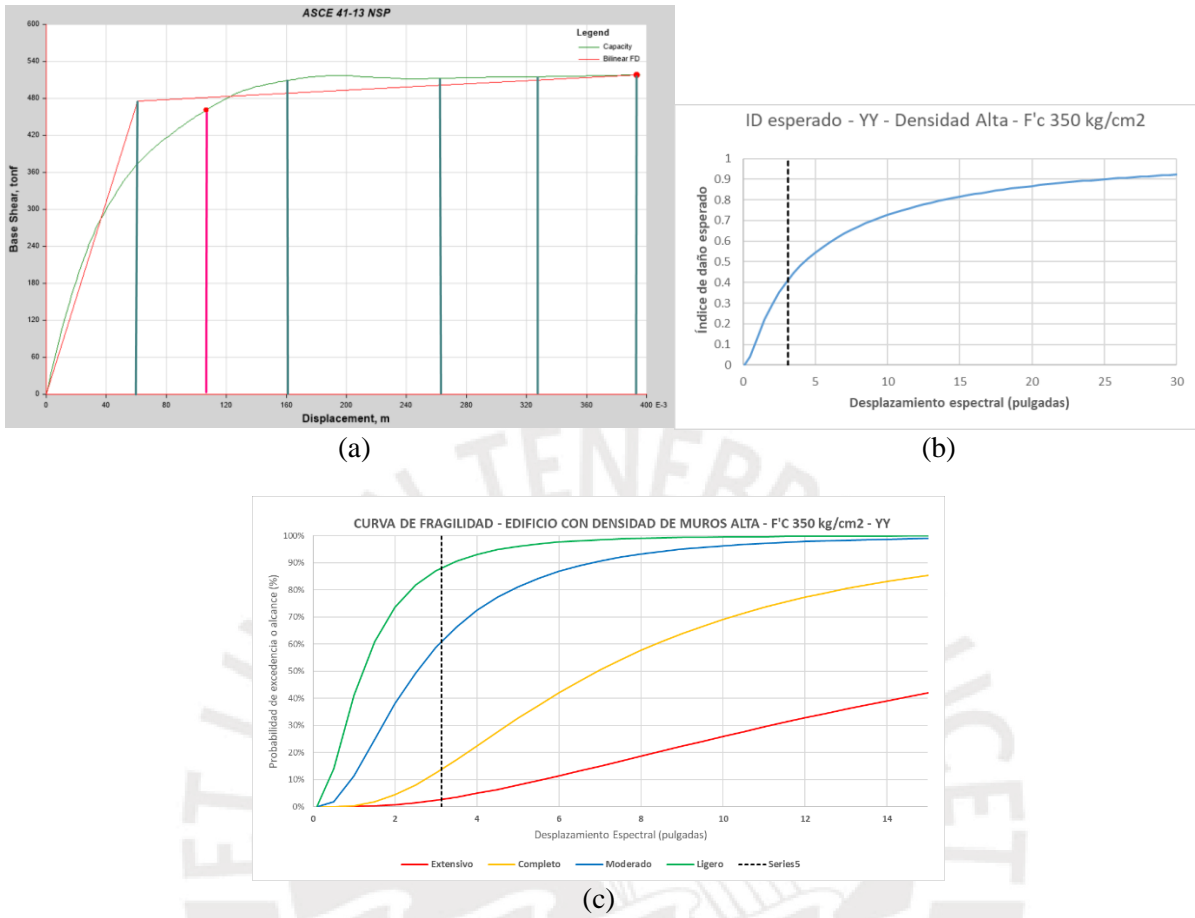 ASCE 41-13 NSP
Legend
Capacity
Bilinear FD
Base Shear, tonf
600
540
480
420
360
300
240
180
120
60
0
0 40 80 120 160 200 240 280 320 360 400 E-3
Displacement, m
(a)
ID esperado - YY - Densidad Alta - F'c 350 kg/cm2
Índice de daño esperado
1
0.9
0.8
0.7
0.6
0.5
0.4
0.3
0.2
0.1
0
0 5 10 15 20 25 30
Desplazamiento espectral (pulgadas)
(b)
CURVA DE FRAGILIDAD - EDIFICIO CON DENSIDAD DE MUROS ALTA - F'C 350 kg/cm2 - YY
Probabilidad de excedencia o alcance (%)
100%
90%
80%
70%
60%
50%
40%
30%
20%
10%
0%
0 2 4 6 8 10 12 14
Desplazamiento Espectral (pulgadas)
Extensivo Completo Moderado Ligero Series5
(c)
ET
TENEBR
LUCET